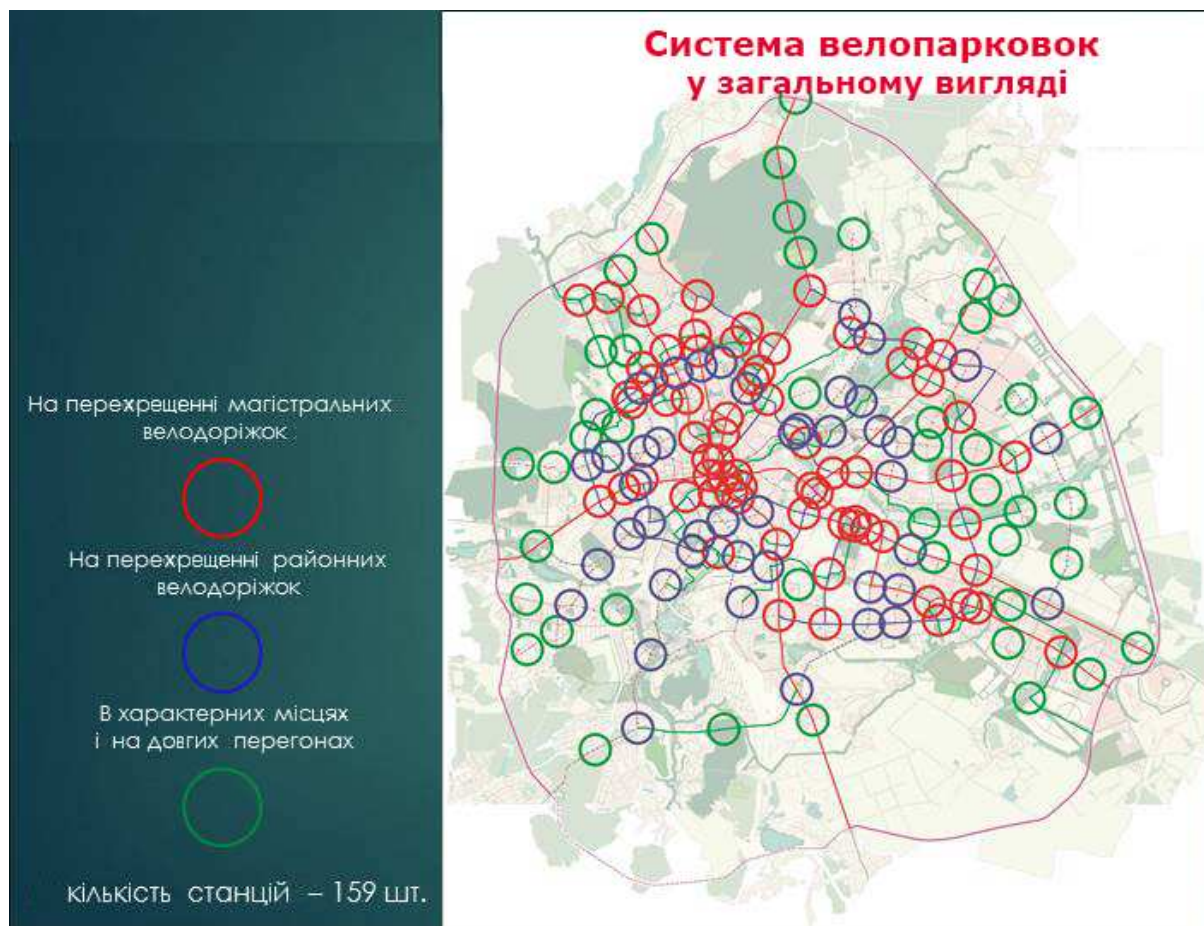 Система велопарковок
у загальному вигляді
На перехрещенні магістральних
велодоріжок
На перехрещенні районних
велодоріжок
В характерних місцях
і на довгих перегонах
кількість станцій – 159 шт.